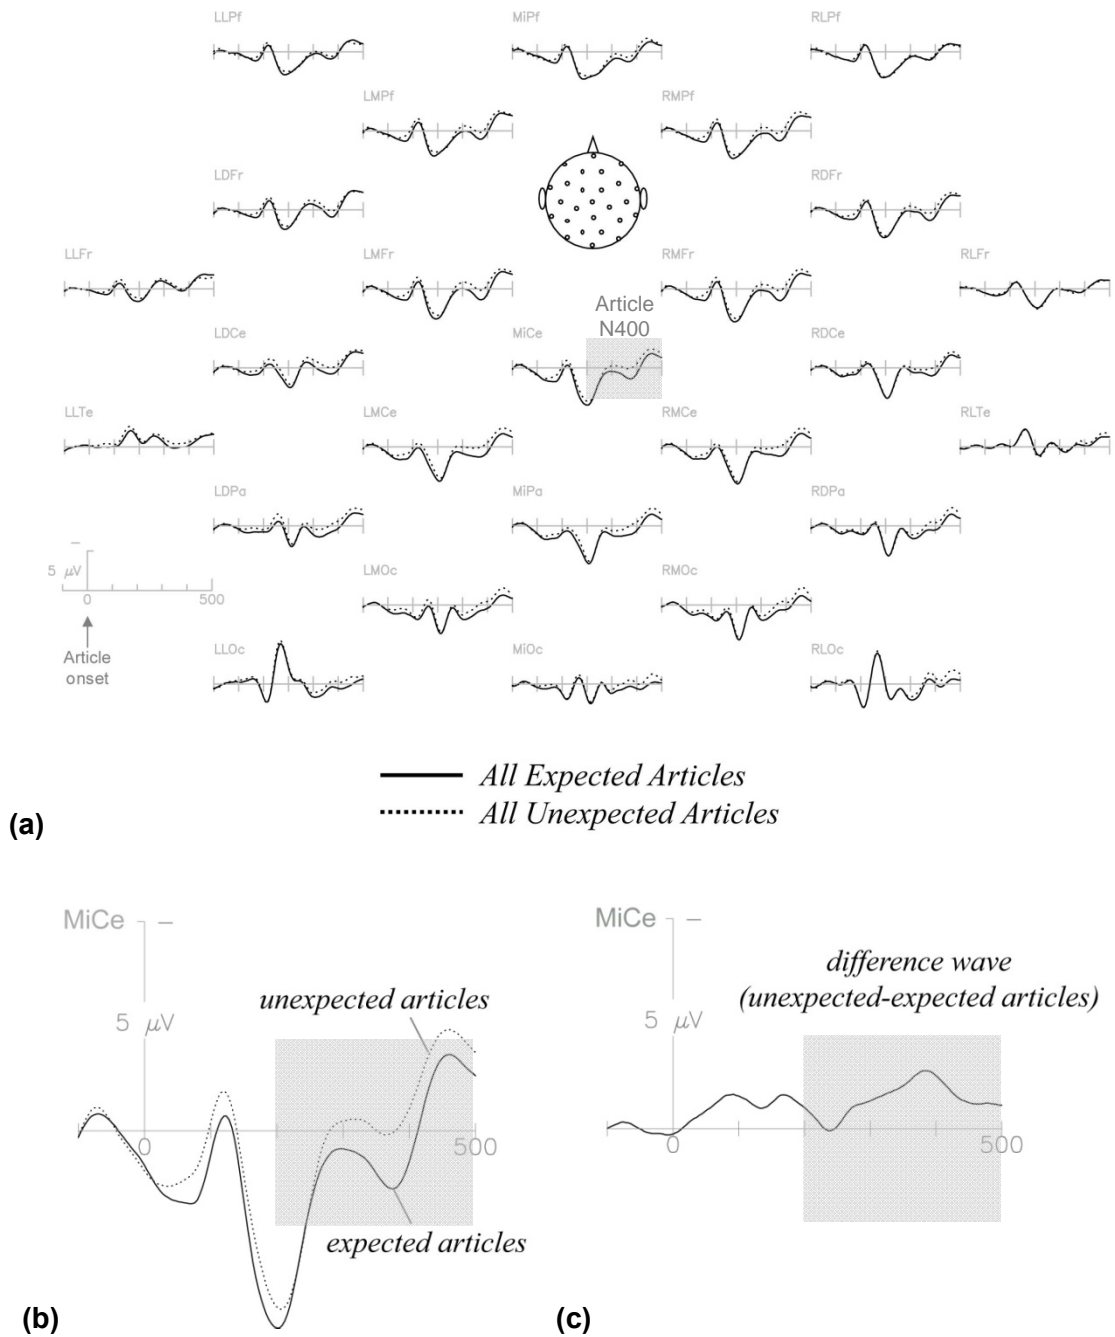 LLPf MiPf RLPf
LMPf RMPf
LDFr RDFr
LLFr LMFr RMFr RLFr
Article
N400
LDCe MiCe RDCe
LLTe LMCe RMCe RLTe
LDPa MiPa RDPa
–
5 μV
0 500
LMOc RMOc
Article
onset
LLOc MiOc RLOc
All Expected Articles
All Unexpected Articles
(a)
MiCe –
unexpected articles
5 μV
0 500
expected articles
(b)
MiCe –
difference wave
(unexpected-expected articles)
5 μV
0 500
(c)